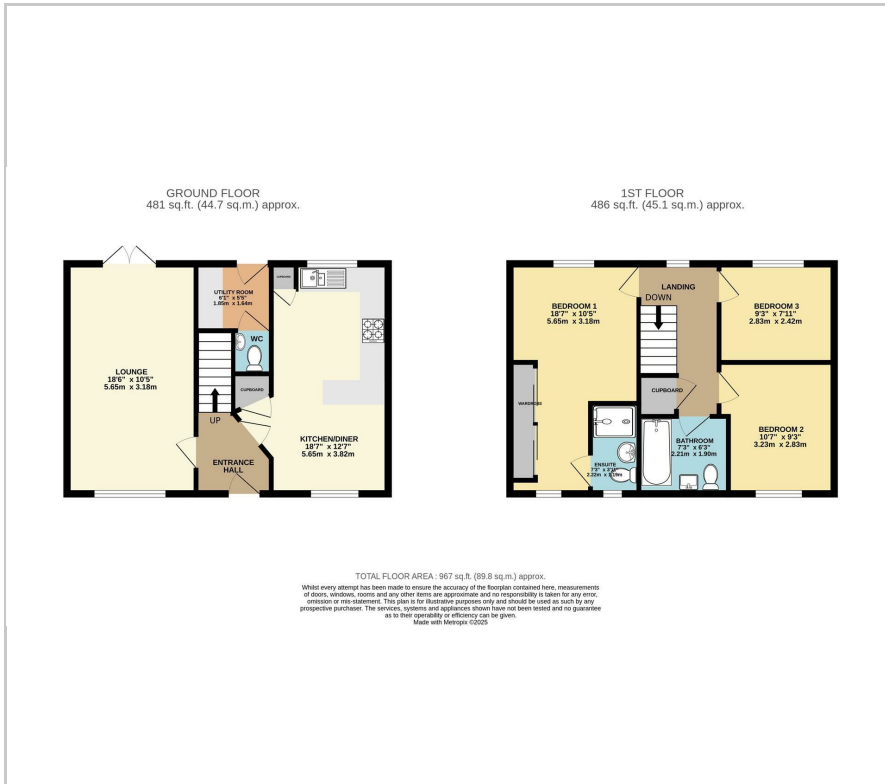 GROUND FLOOR
481 sq.ft. (44.7 sq.m.) approx.
1ST FLOOR
486 sq.ft. (45.1 sq.m.) approx.
UTILITY ROOM
6'1" x 5'5"
1.85m x 1.64m
CUPBOARD
WC
LOUNGE
18'6" x 10'5"
5.65m x 3.18m
CUPBOARD
UP
KITCHEN/DINER
18'7" x 12'7"
5.65m x 3.82m
ENTRANCE
HALL
LANDING
DOWN
BEDROOM 1
18'7" x 10'5"
5.65m x 3.18m
BEDROOM 3
9'3" x 7'11"
2.83m x 2.42m
CUPBOARD
WARDROBE
BEDROOM 2
10'7" x 9'3"
3.23m x 2.83m
BATHROOM
7'3" x 6'3"
2.21m x 1.90m
ENSUITE
TOTAL FLOOR AREA : 967 sq.ft. (89.8 sq.m.) approx.
Whilst every attempt has been made to ensure the accuracy of the floorplan contained here, measurements
of doors, windows, rooms and any other items are approximate and no responsibility is taken for any error,
omission or mis-statement. This plan is for illustrative purposes only and should be used as such by any
prospective purchaser. The services, systems and appliances shown have not been tested and no guarantee
as to their operability or efficiency can be given.
Made with Metropix ©2025